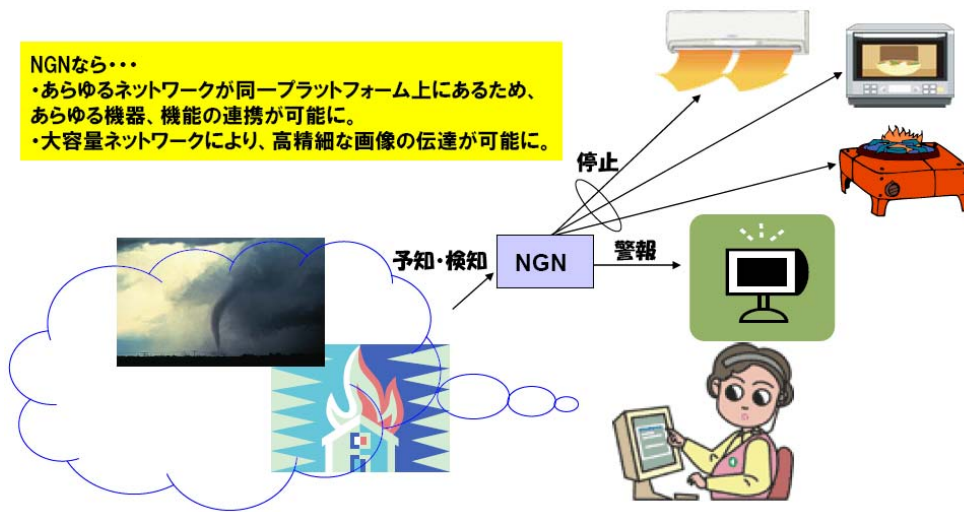 NGNなら・・・
・あらゆるネットワークが同一プラットフォーム上にあるため、
あらゆる機器、機能の連携が可能に。
・大容量ネットワークにより、高精細な画像の伝達が可能に。
停止
予知・検知
NGN
警報